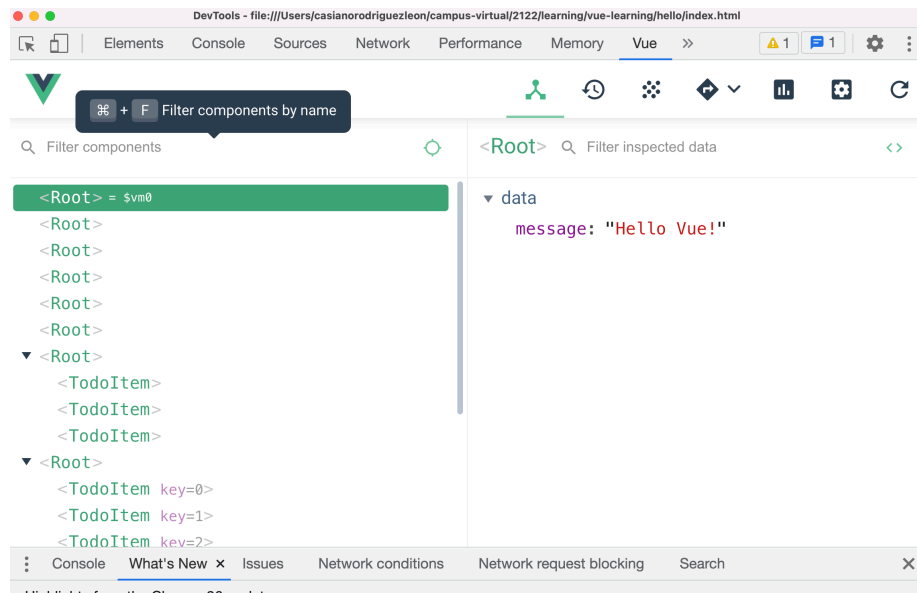 DevTools - file:///Users/casianorodriguezleon/campus-virtual/2122/learning/vue-learning/hello/index.html
Elements Console Sources Network Performance Memory Vue » 1 1
⌘ + F Filter components by name
Filter components
<Root> Filter inspected data < >
<Root> = $vm0
<Root>
<Root>
<Root>
<Root>
<Root>
<Root>
<TodoItem>
<TodoItem>
<TodoItem>
<Root>
<TodoItem key=0>
<TodoItem key=1>
<TodoItem key=2>
data
message: "Hello Vue!"
Console What's New × Issues Network conditions Network request blocking Search ×